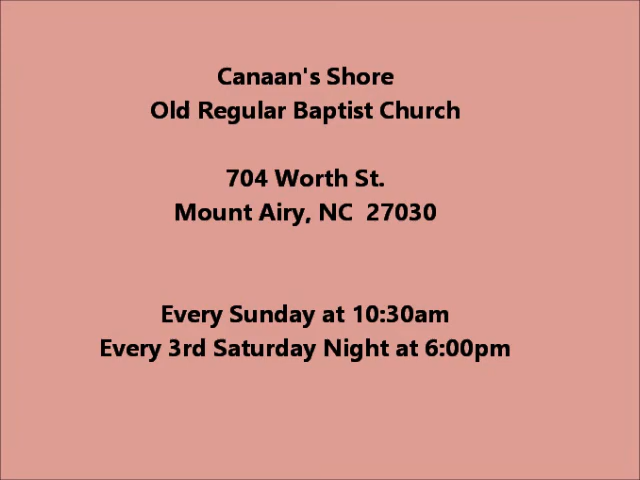 Canaan's Shore
Old Regular Baptist Church
704 Worth St.
Mount Airy, NC  27030
Every Sunday at 10:30am
Every 3rd Saturday Night at 6:00pm